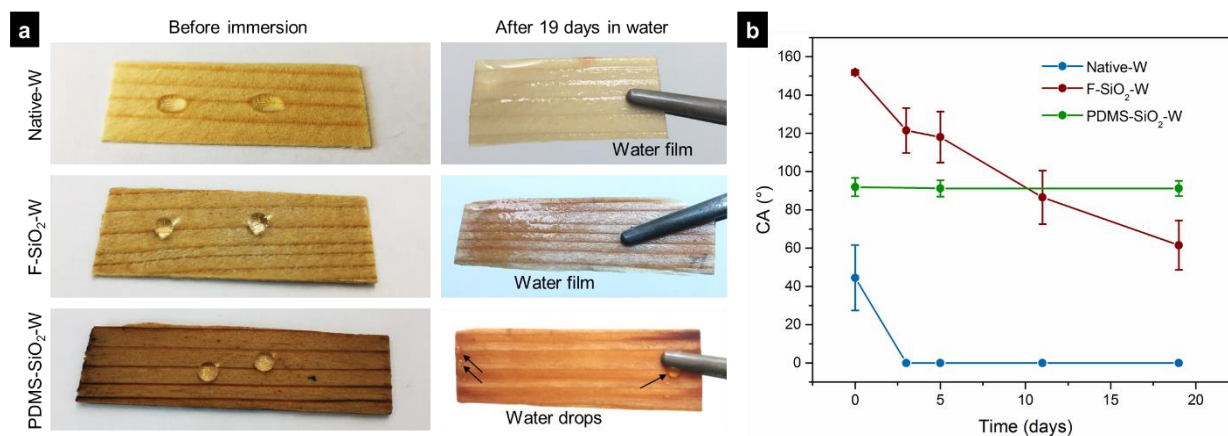 a
Before immersion
After 19 days in water
Native-W
Water film
F-SiO₂-W
Water film
PDMS-SiO₂-W
Water drops
b
160
140
120
100
80
60
40
20
0
CA (°)
Native-W
F-SiO₂-W
PDMS-SiO₂-W
0
5
10
15
20
Time (days)